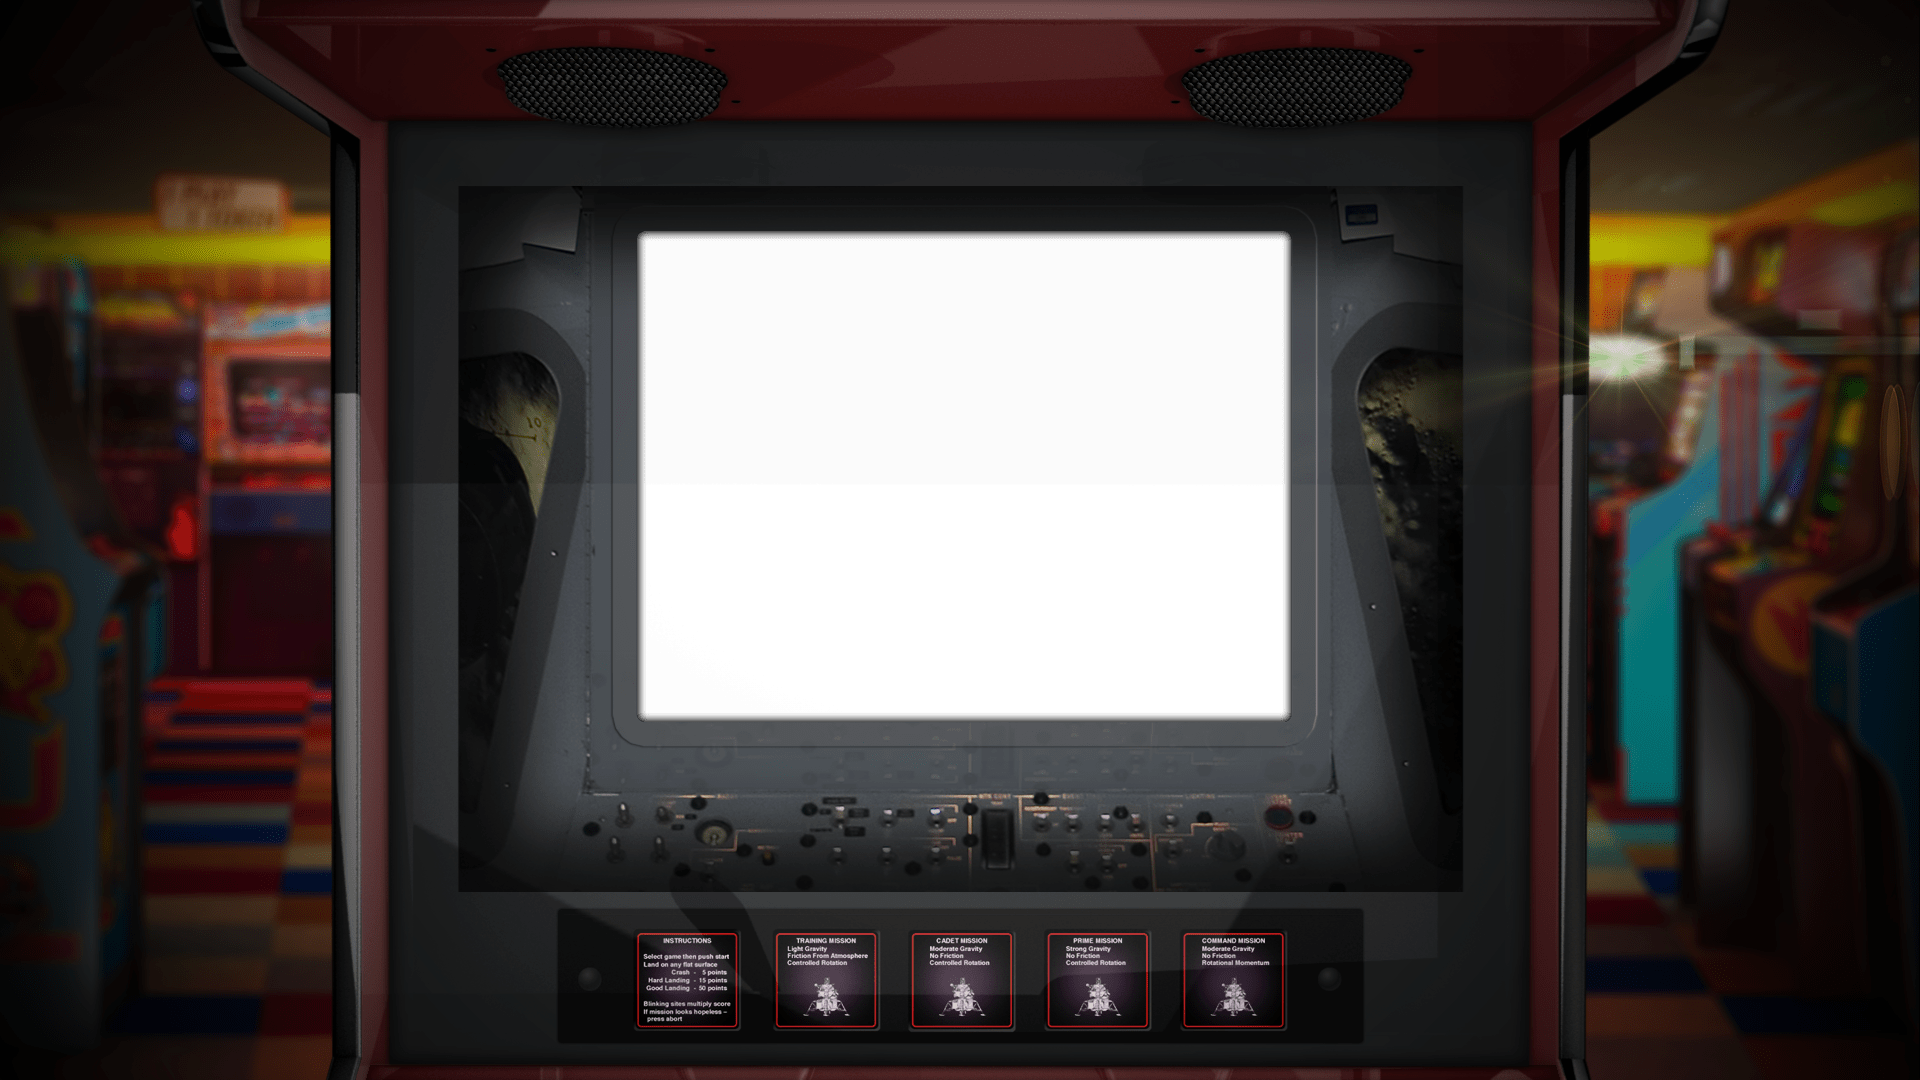 10
INSTRUCTIONS
Select game then push start
Land on any flat surface
Crash - 5 points
Hard Landing - 15 points
Good Landing - 50 points
Blinking sites multiply score
If mission looks hopeless –
press abort
TRAINING MISSION
Light Gravity
Friction From Atmosphere
Controlled Rotation
CADET MISSION
Moderate Gravity
No Friction
Controlled Rotation
PRIME MISSION
Strong Gravity
No Friction
Controlled Rotation
COMMAND MISSION
Moderate Gravity
No Friction
Rotational Momentum